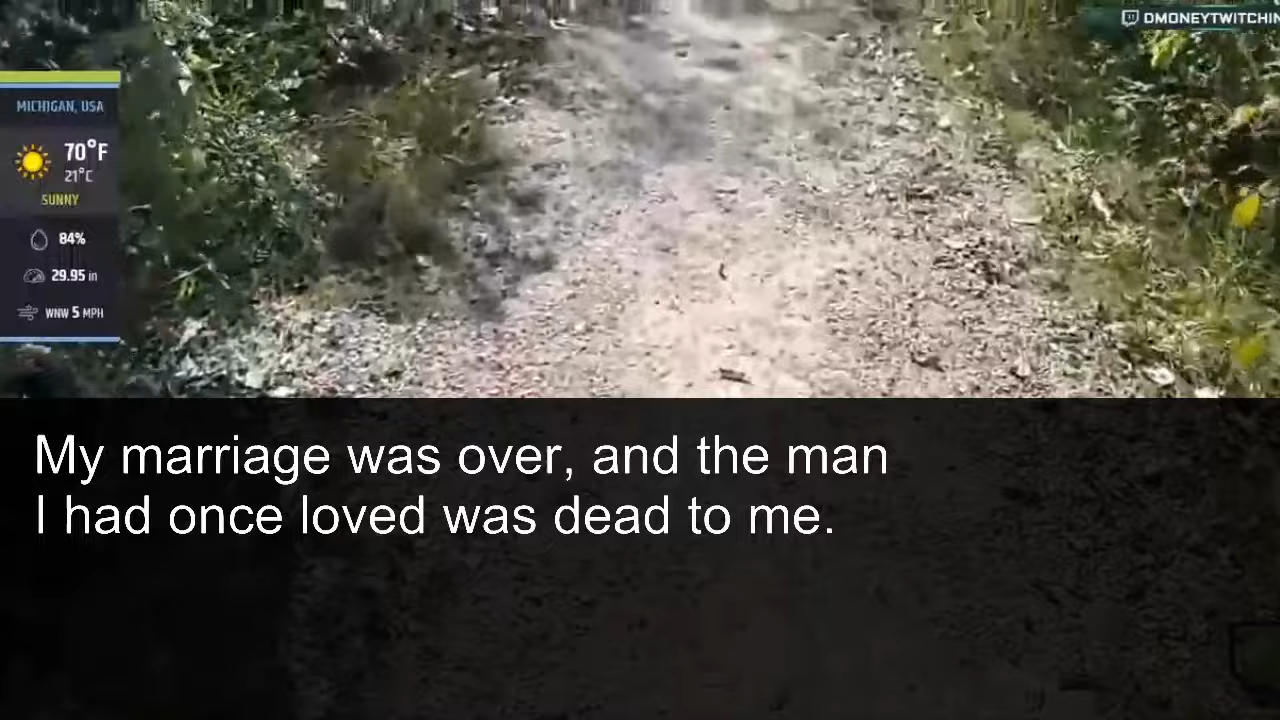 DMONEYTWITCHIN
MICHIGAN, USA
70°F
21°C
SUNNY
84%
29.95 in
WNW 5 MPH
My marriage was over, and the man
I had once loved was dead to me.